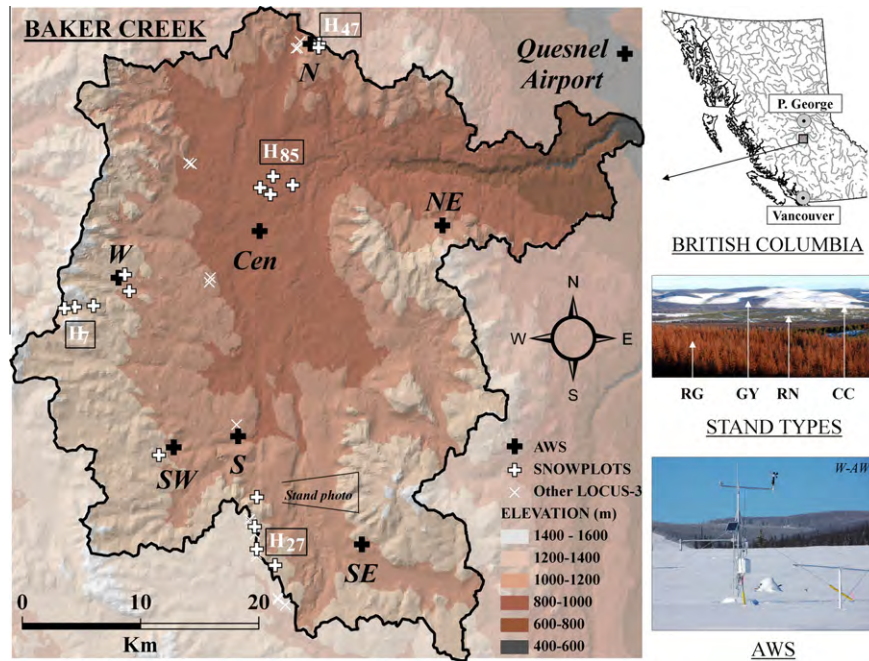 BAKER CREEK
H47
N
Quesnel
Airport
H85
NE
Cen
W
H7
N
W E
S
SW
S
Stand photo
H27
SE
AWS
SNOWPLOTS
Other LOCUS-3
ELEVATION (m)
1400 - 1600
1200-1400
1000-1200
800-1000
600-800
400-600
0 10 20
Km
P. George
Vancouver
BRITISH COLUMBIA
RG GY RN CC
STAND TYPES
W-AW
AWS